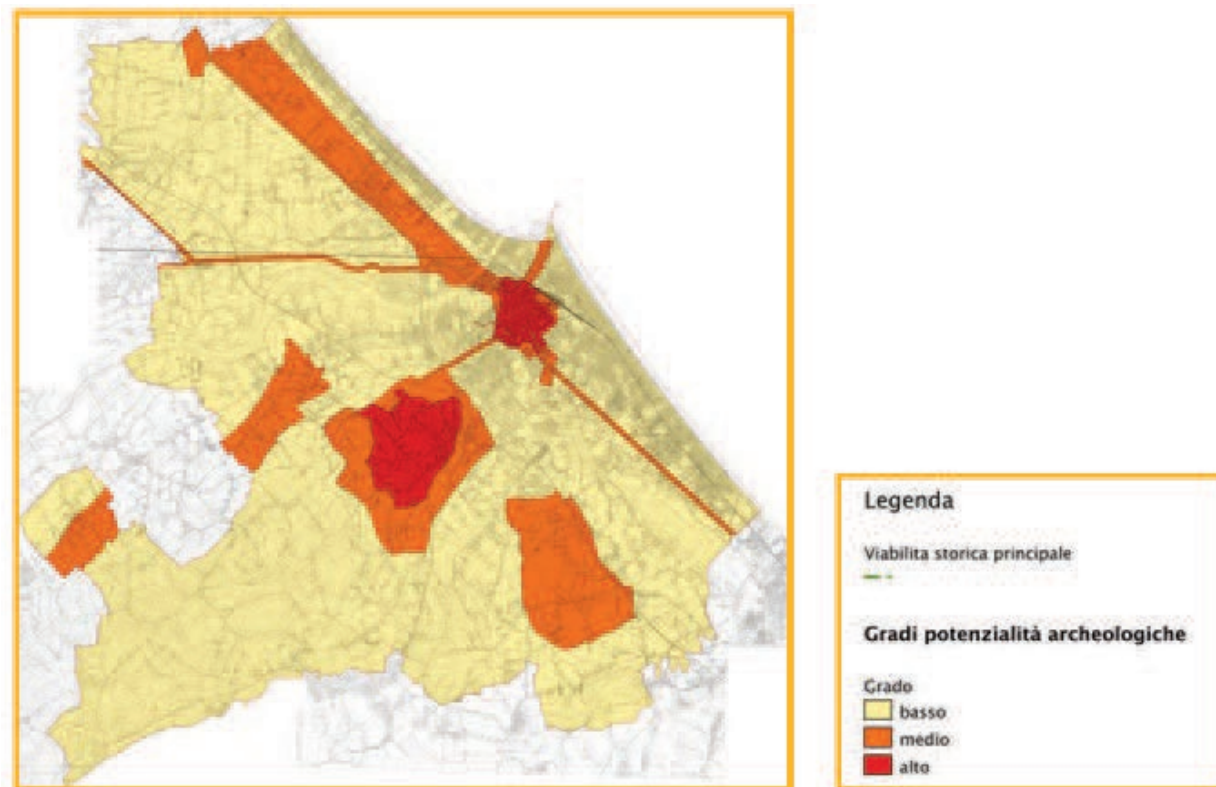 Legenda
Viabilita storica principale
Gradi potenzialità archeologiche
Grado
basso
medio
alto